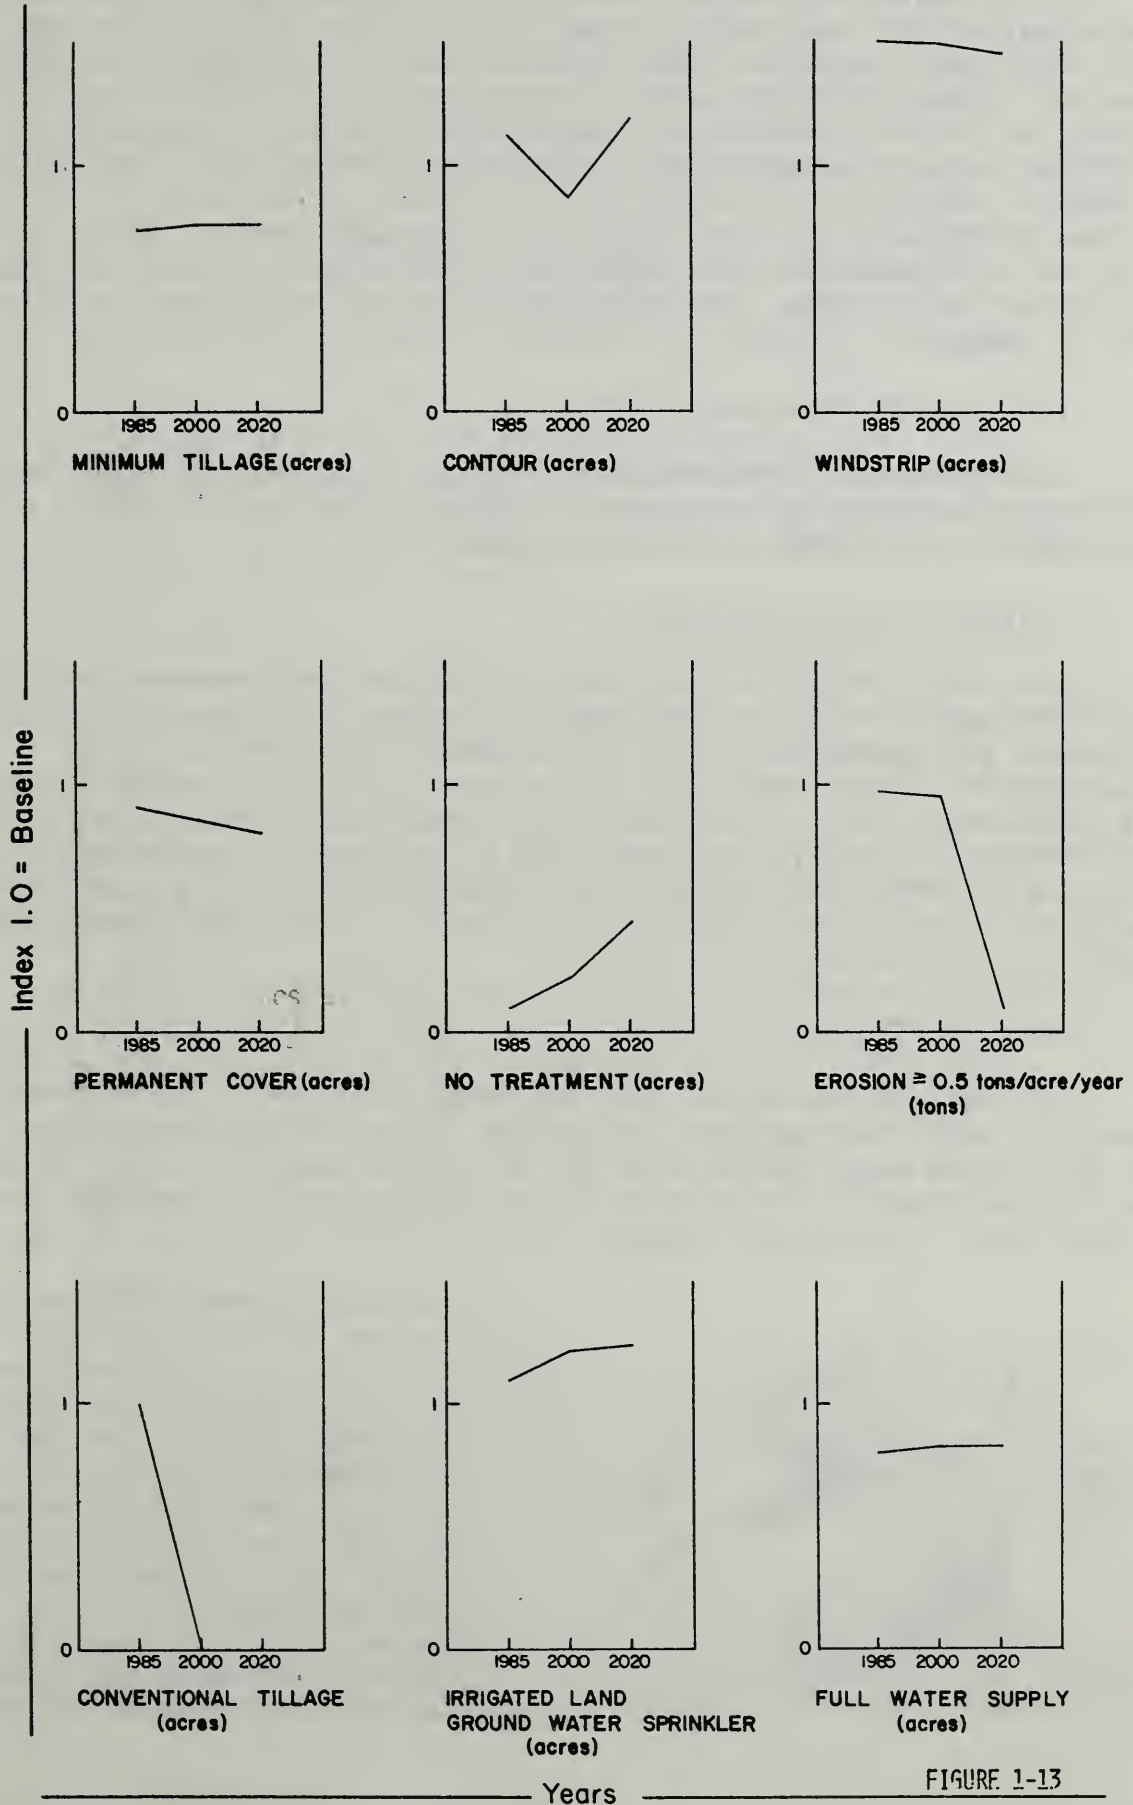 1
0
1985 2000 2020
MINIMUM TILLAGE (acres)
1
0
1985 2000 2020
CONTOUR (acres)
1
0
1985 2000 2020
WINDSTRIP (acres)
Index 1.0 = Baseline
1
0
1985 2000 2020
PERMANENT COVER (acres)
1
0
1985 2000 2020
NO TREATMENT (acres)
1
0
1985 2000 2020
EROSION ≥ 0.5 tons/acre/year
(tons)
1
0
1985 2000 2020
CONVENTIONAL TILLAGE
(acres)
1
0
1985 2000 2020
IRRIGATED LAND
GROUND WATER SPRINKLER
(acres)
1
0
1985 2000 2020
FULL WATER SUPPLY
(acres)
Years
FIGURE 1-13